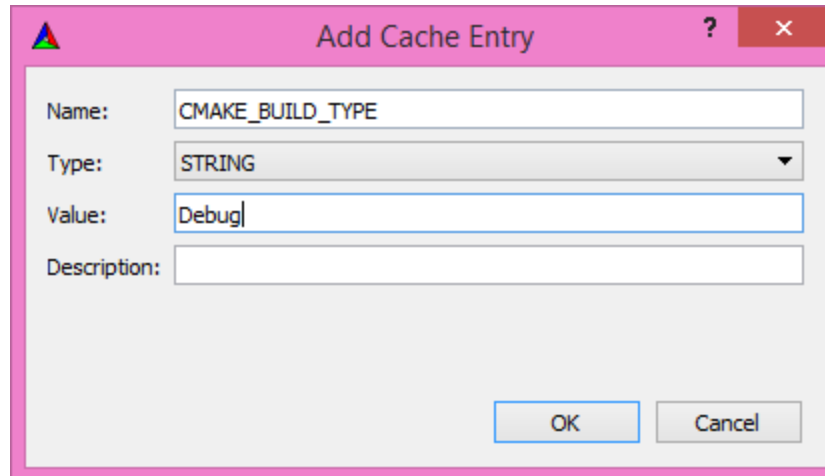 Add Cache Entry ? ×
Name: CMAKE_BUILD_TYPE
Type: STRING
Value: Debug
Description:
OK Cancel